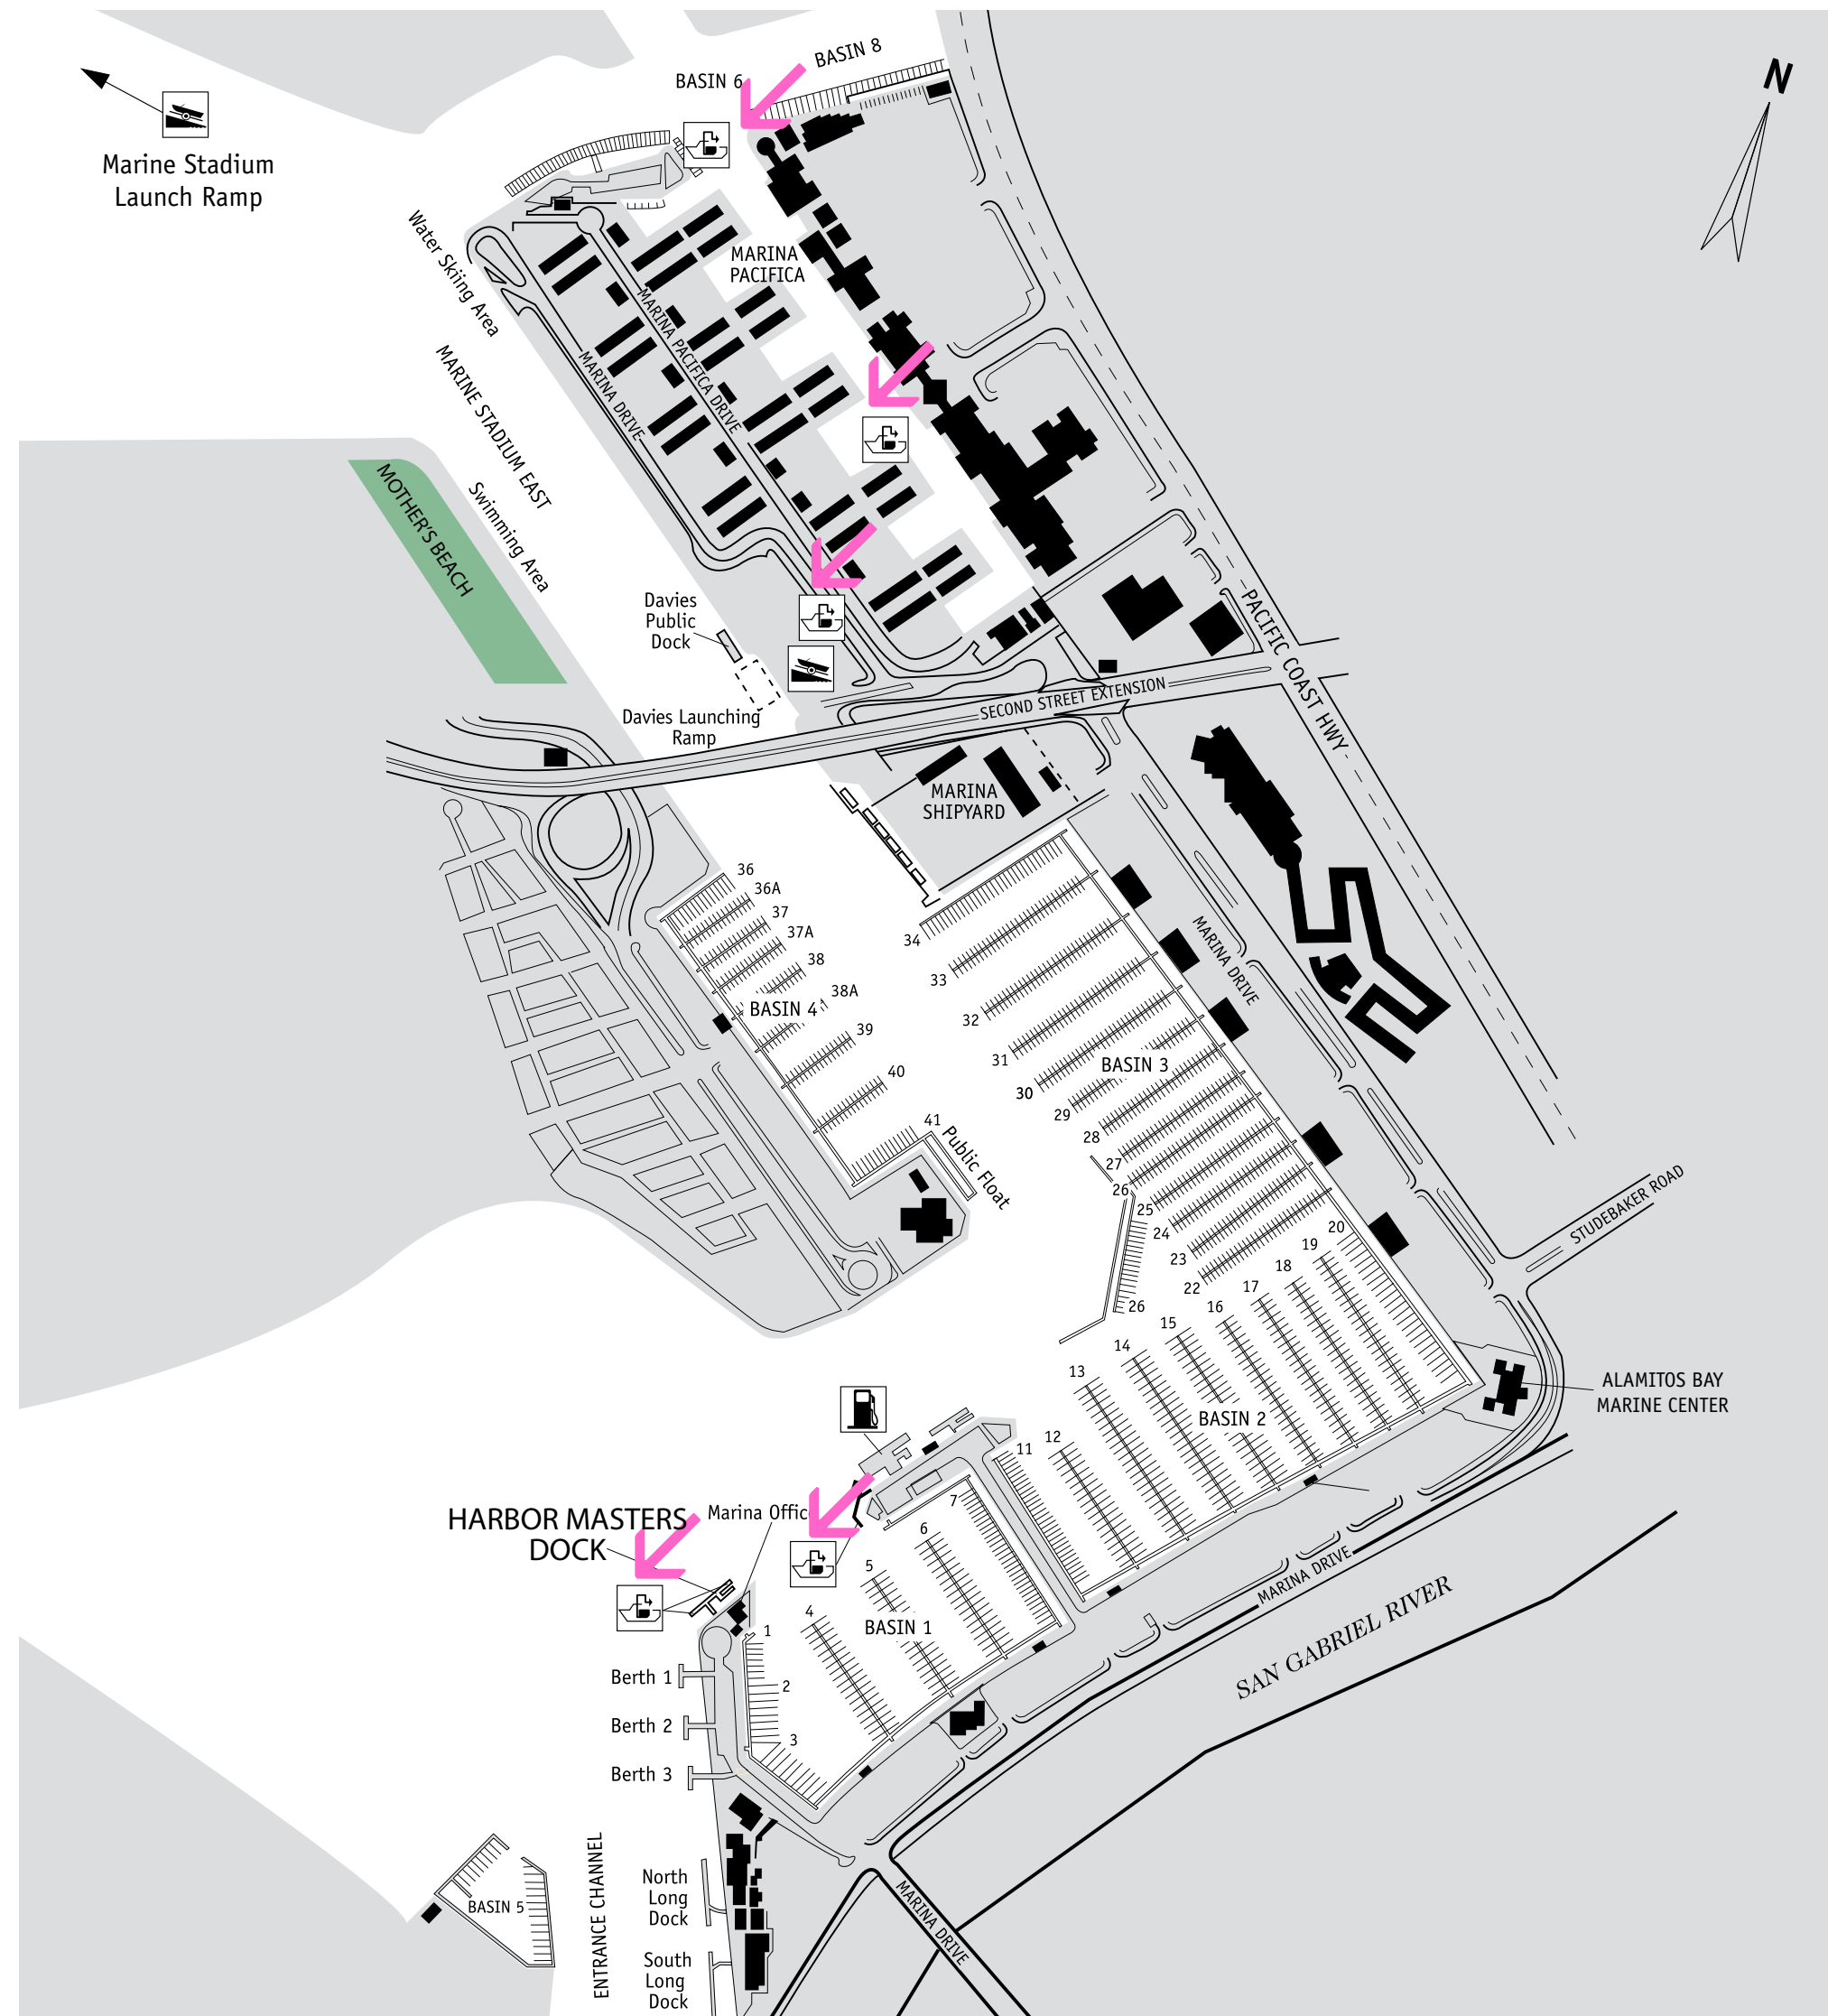 BASIN 8
BASIN 6
N
Marine Stadium
Launch Ramp
Water Skiing Area
MARINA
PACIFICA
MARINA PACIFICA DRIVE
MARINA DRIVE
MARINE STADIUM EAST
MOTHER'S BEACH
Swimming Area
Davies
Public
Dock
PACIFIC COAST HWY
SECOND STREET EXTENSION
Davies Launching
Ramp
MARINA
SHIPYARD
36
36A
37
37A
38
38A
39
40
41
BASIN 4
Public Float
34
33
32
31
30
29
28
27
26
25
24
23
22
26
BASIN 3
MARINA DRIVE
STUDEBAKER ROAD
20
19
18
17
16
15
14
13
12
11
BASIN 2
ALAMITOS BAY
MARINE CENTER
HARBOR MASTERS
DOCK
Marina Offic
7
6
5
4
BASIN 1
1
2
3
MARINA DRIVE
SAN GABRIEL RIVER
Berth 1
Berth 2
Berth 3
BASIN 5
ENTRANCE CHANNEL
North
Long
Dock
MARINA DRIVE
South
Long
Dock